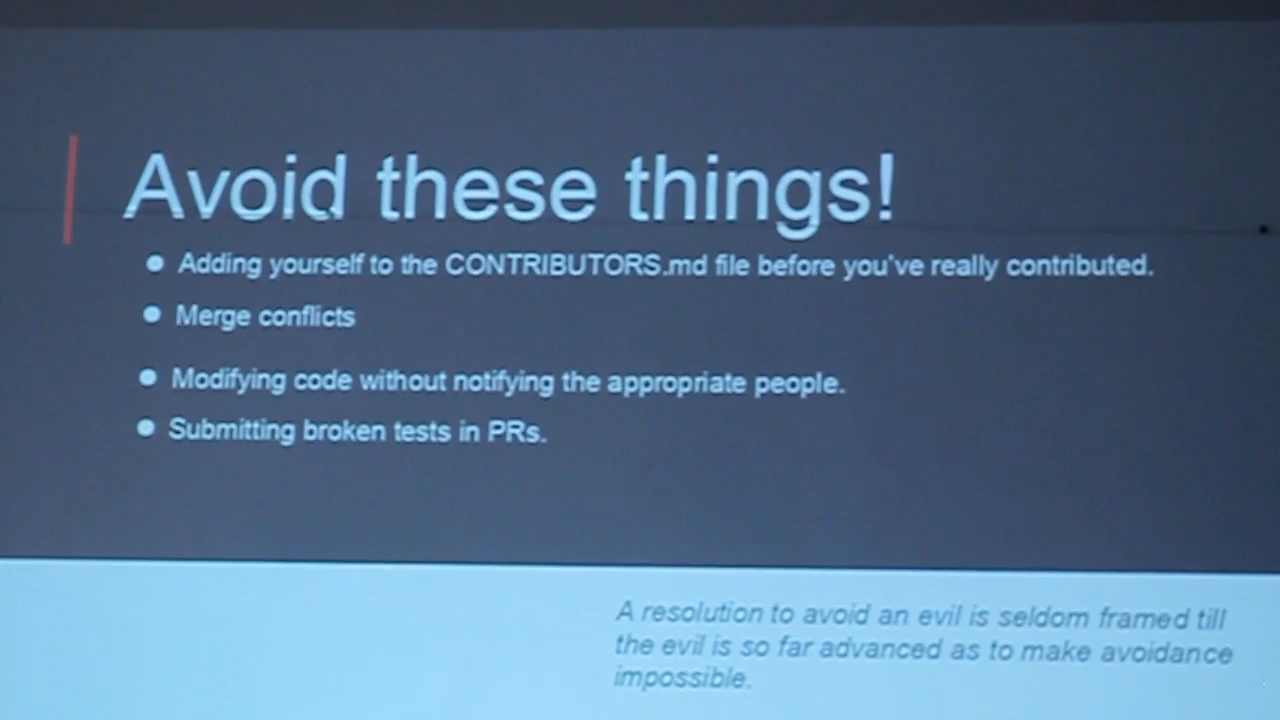 Avoid these things!
Adding yourself to the CONTRIBUTORS.md file before you've really contributed.
Merge conflicts
Modifying code without notifying the appropriate people.
Submitting broken tests in PRs.
A resolution to avoid an evil is seldom framed till
the evil is so far advanced as to make avoidance
impossible.